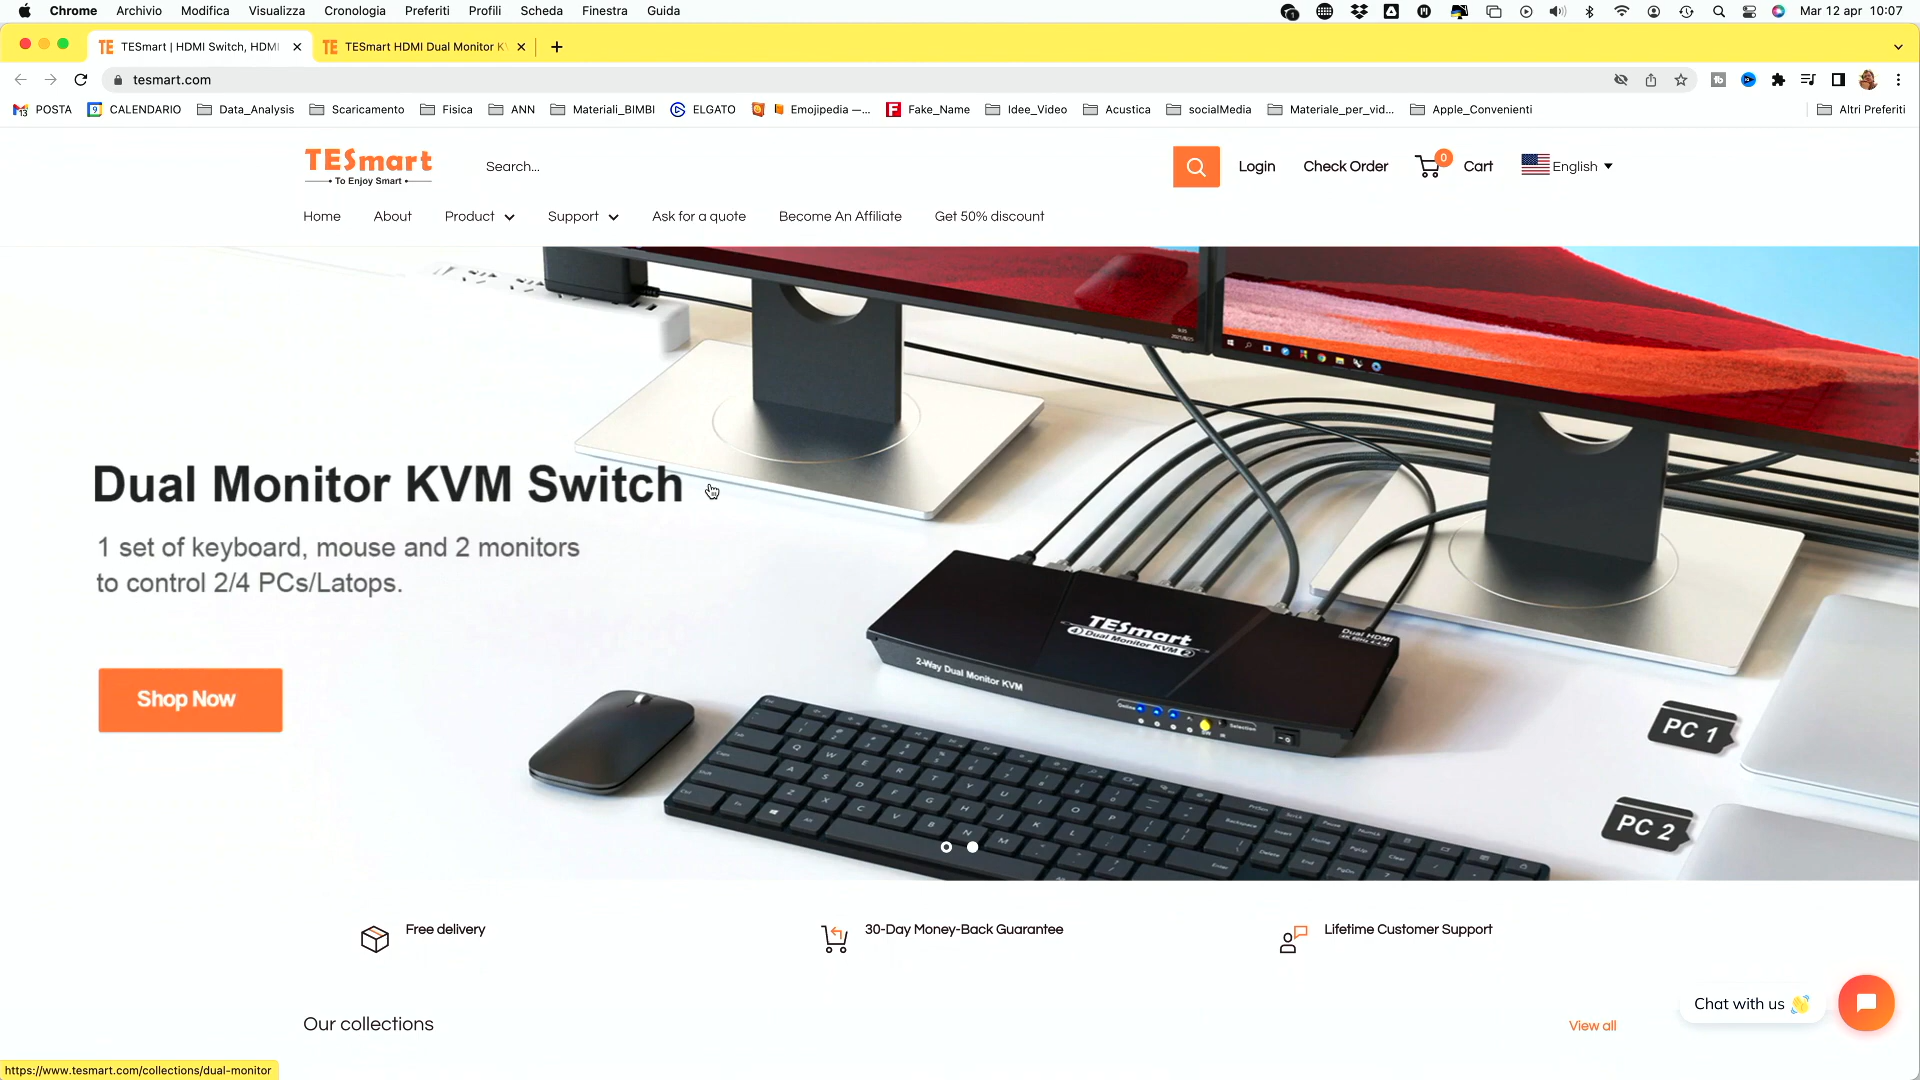 Chrome Archivio Modifica Visualizza Cronologia Preferiti Profili Scheda Finestra Guida Mar 12 apr 10:07
TESmart | HDMI Switch, HDMI TESmart HDMI Dual Monitor K
tesmart.com
POSTA CALENDARIO Data_Analysis Scaricamento Fisica ANN Materiali_BIMBI ELGATO Emojipedia —... Fake_Name Idee_Video Acustica socialMedia Materiale_per_vid... Apple_Convenienti Altri Preferiti
TESmart
To Enjoy Smart
Search...
Login Check Order 0 Cart English
Home About Product Support Ask for a quote Become An Affiliate Get 50% discount
Dual Monitor KVM Switch
1 set of keyboard, mouse and 2 monitors
to control 2/4 PCs/Latops.
Shop Now
TESmart
Dual Monitor KVM
Dual HDMI
2-Way Dual Monitor KVM
PC 1
PC 2
Free delivery 30-Day Money-Back Guarantee Lifetime Customer Support
Chat with us 👋
Our collections View all
https://www.tesmart.com/collections/dual-monitor